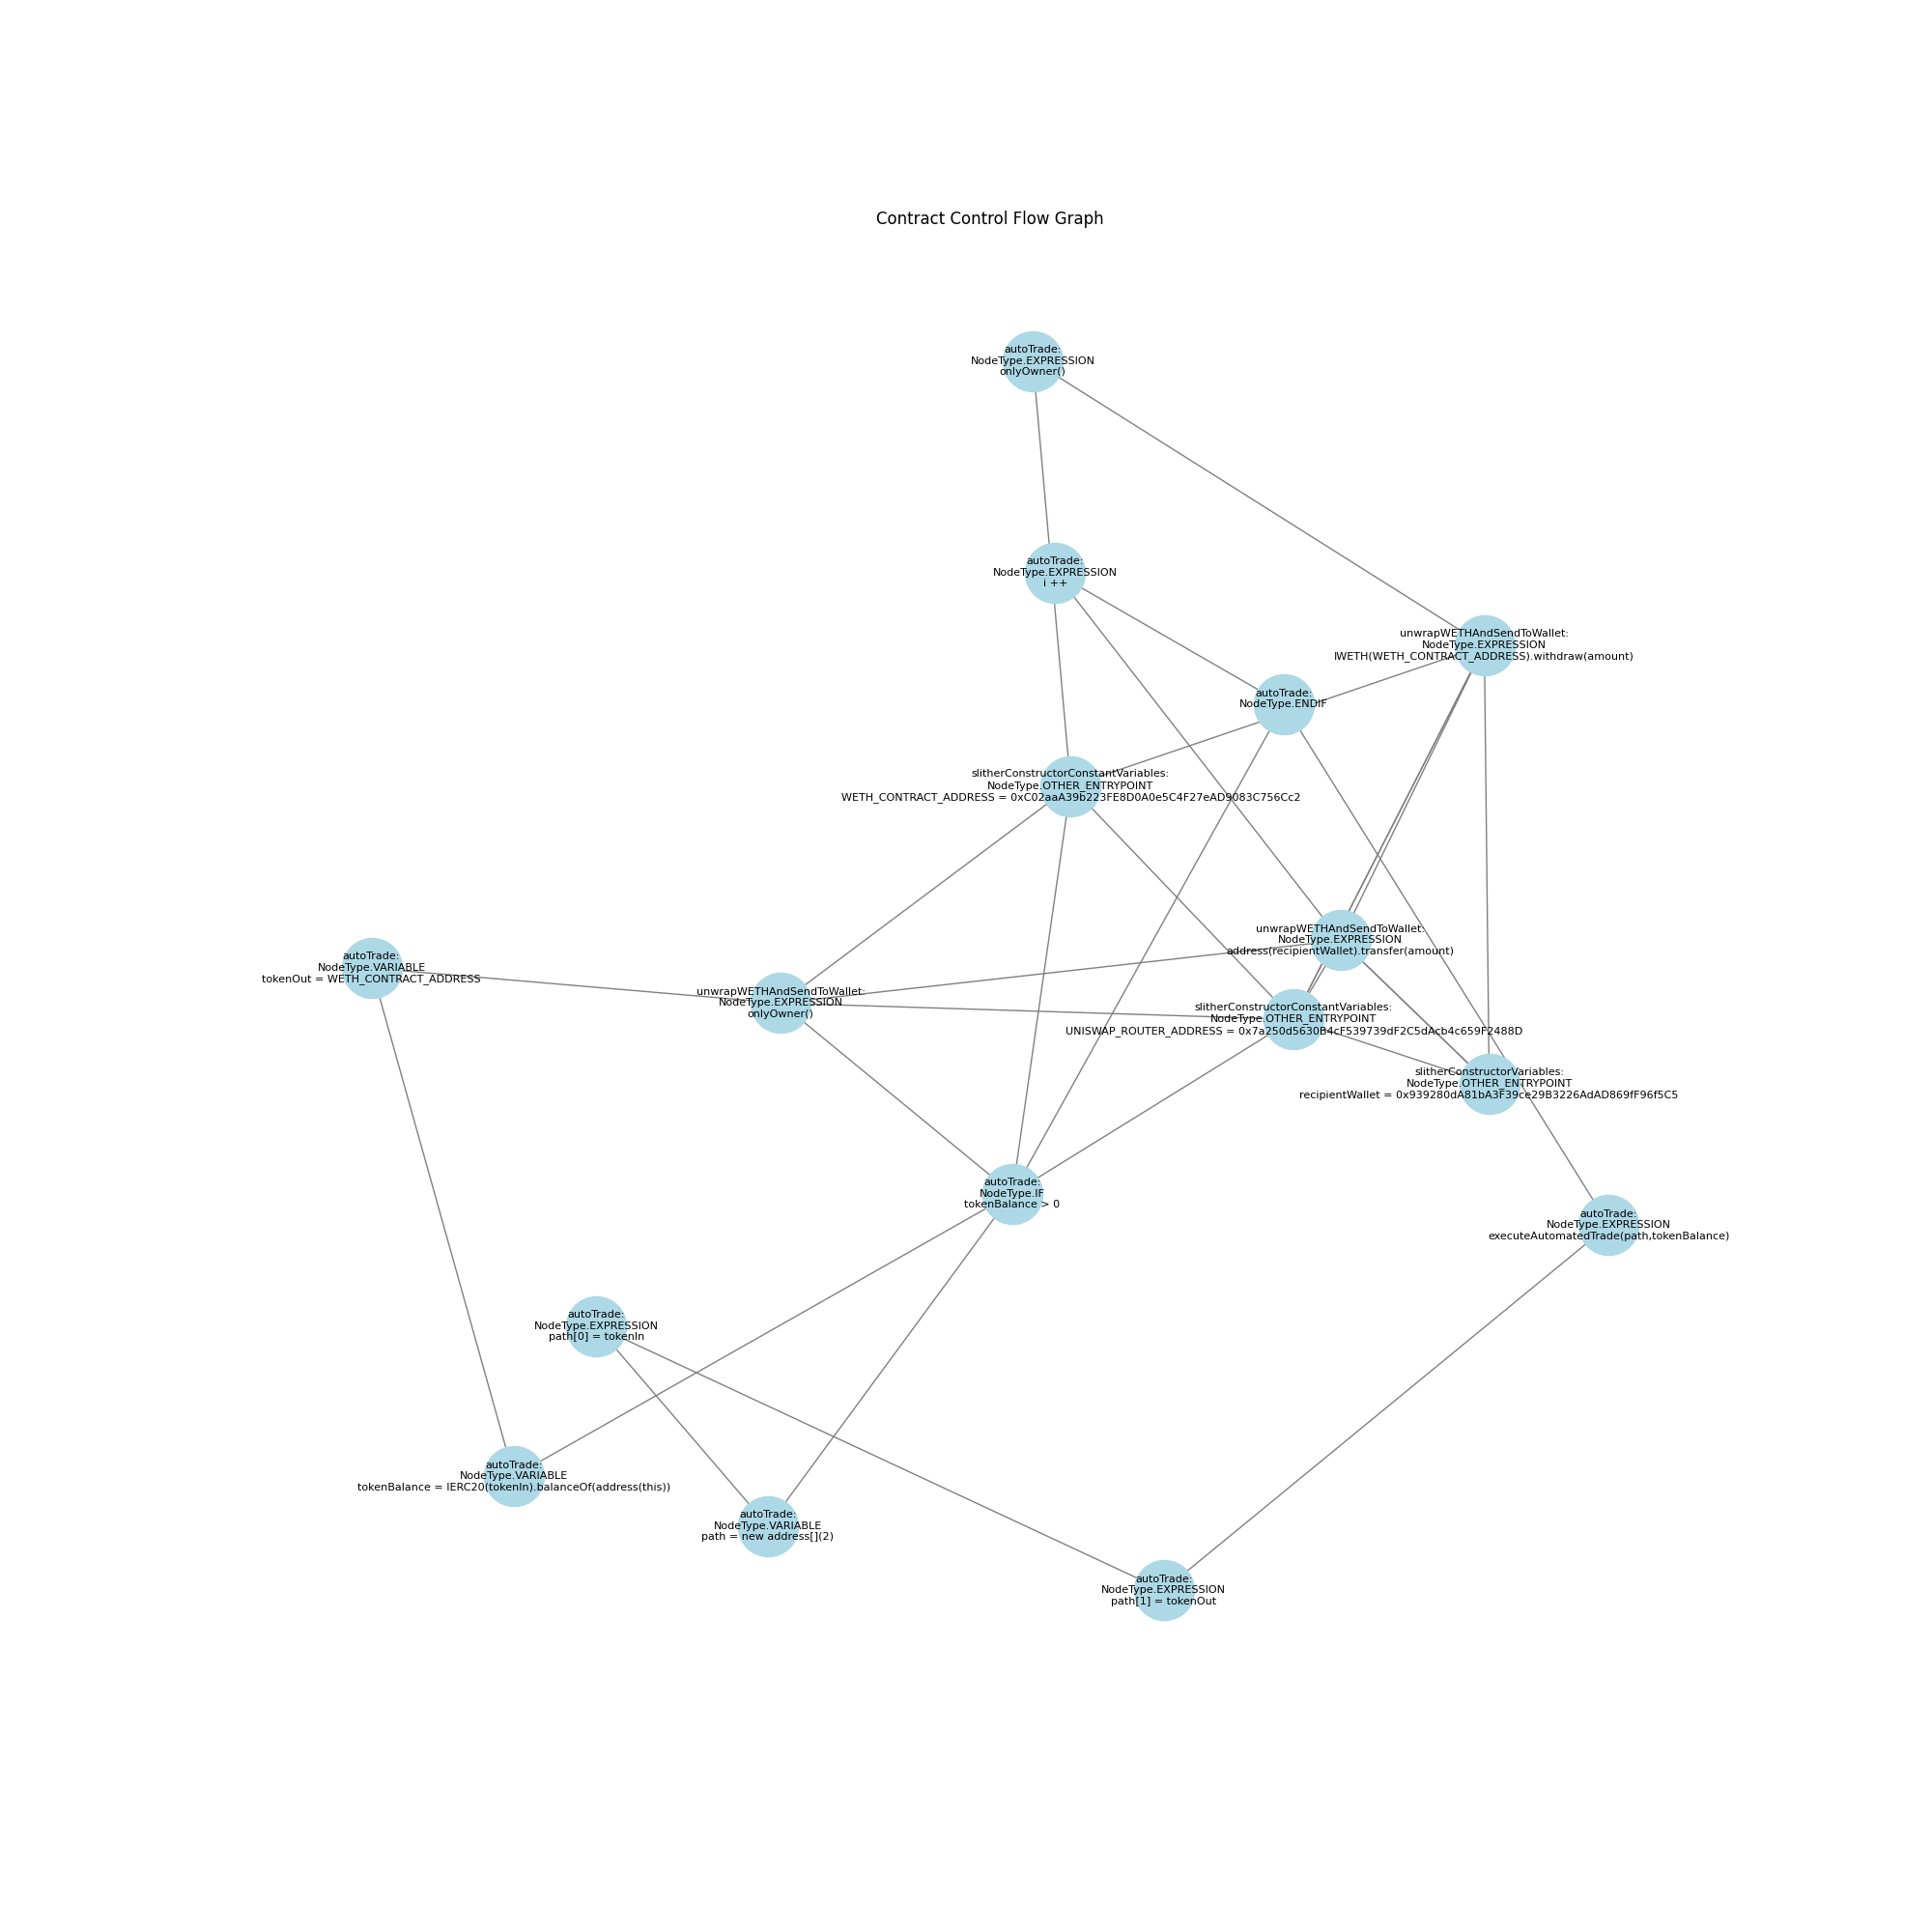 Contract Control Flow Graph
autoTrade:
NodeType.EXPRESSION
onlyOwner()
autoTrade:
NodeType.EXPRESSION
i ++
unwrapWETHAndSendToWallet:
NodeType.EXPRESSION
IWETH(WETH_CONTRACT_ADDRESS).withdraw(amount)
autoTrade:
NodeType.ENDIF
slitherConstructorConstantVariables:
NodeType.OTHER_ENTRYPOINT
WETH_CONTRACT_ADDRESS = 0xC02aaA39b223FE8D0A0e5C4F27eAD9083C756Cc2
unwrapWETHAndSendToWallet:
NodeType.EXPRESSION
address(recipientWallet).transfer(amount)
autoTrade:
NodeType.VARIABLE
tokenOut = WETH_CONTRACT_ADDRESS
unwrapWETHAndSendToWallet:
NodeType.EXPRESSION
onlyOwner()
slitherConstructorConstantVariables:
NodeType.OTHER_ENTRYPOINT
UNISWAP_ROUTER_ADDRESS = 0x7a250d5630B4cF539739dF2C5dAcb4c659F2488D
slitherConstructorVariables:
NodeType.OTHER_ENTRYPOINT
recipientWallet = 0x939280dA81bA3F39ce29B3226AdAD869fF96f5C5
autoTrade:
NodeType.IF
tokenBalance > 0
autoTrade:
NodeType.EXPRESSION
executeAutomatedTrade(path,tokenBalance)
autoTrade:
NodeType.EXPRESSION
path[0] = tokenIn
autoTrade:
NodeType.VARIABLE
tokenBalance = IERC20(tokenIn).balanceOf(address(this))
autoTrade:
NodeType.VARIABLE
path = new address[](2)
autoTrade:
NodeType.EXPRESSION
path[1] = tokenOut